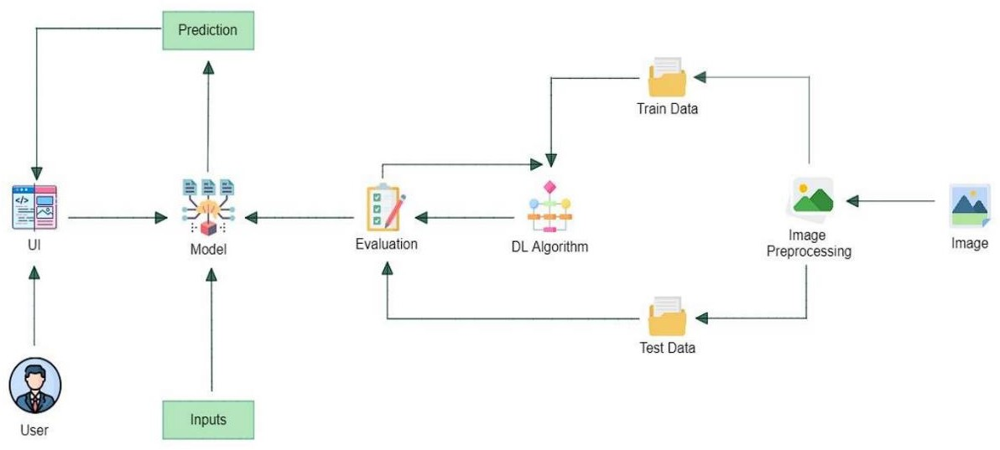 Prediction
Train Data
</>
UI
Model
Evaluation
DL Algorithm
Image
Preprocessing
Image
Test Data
User
Inputs